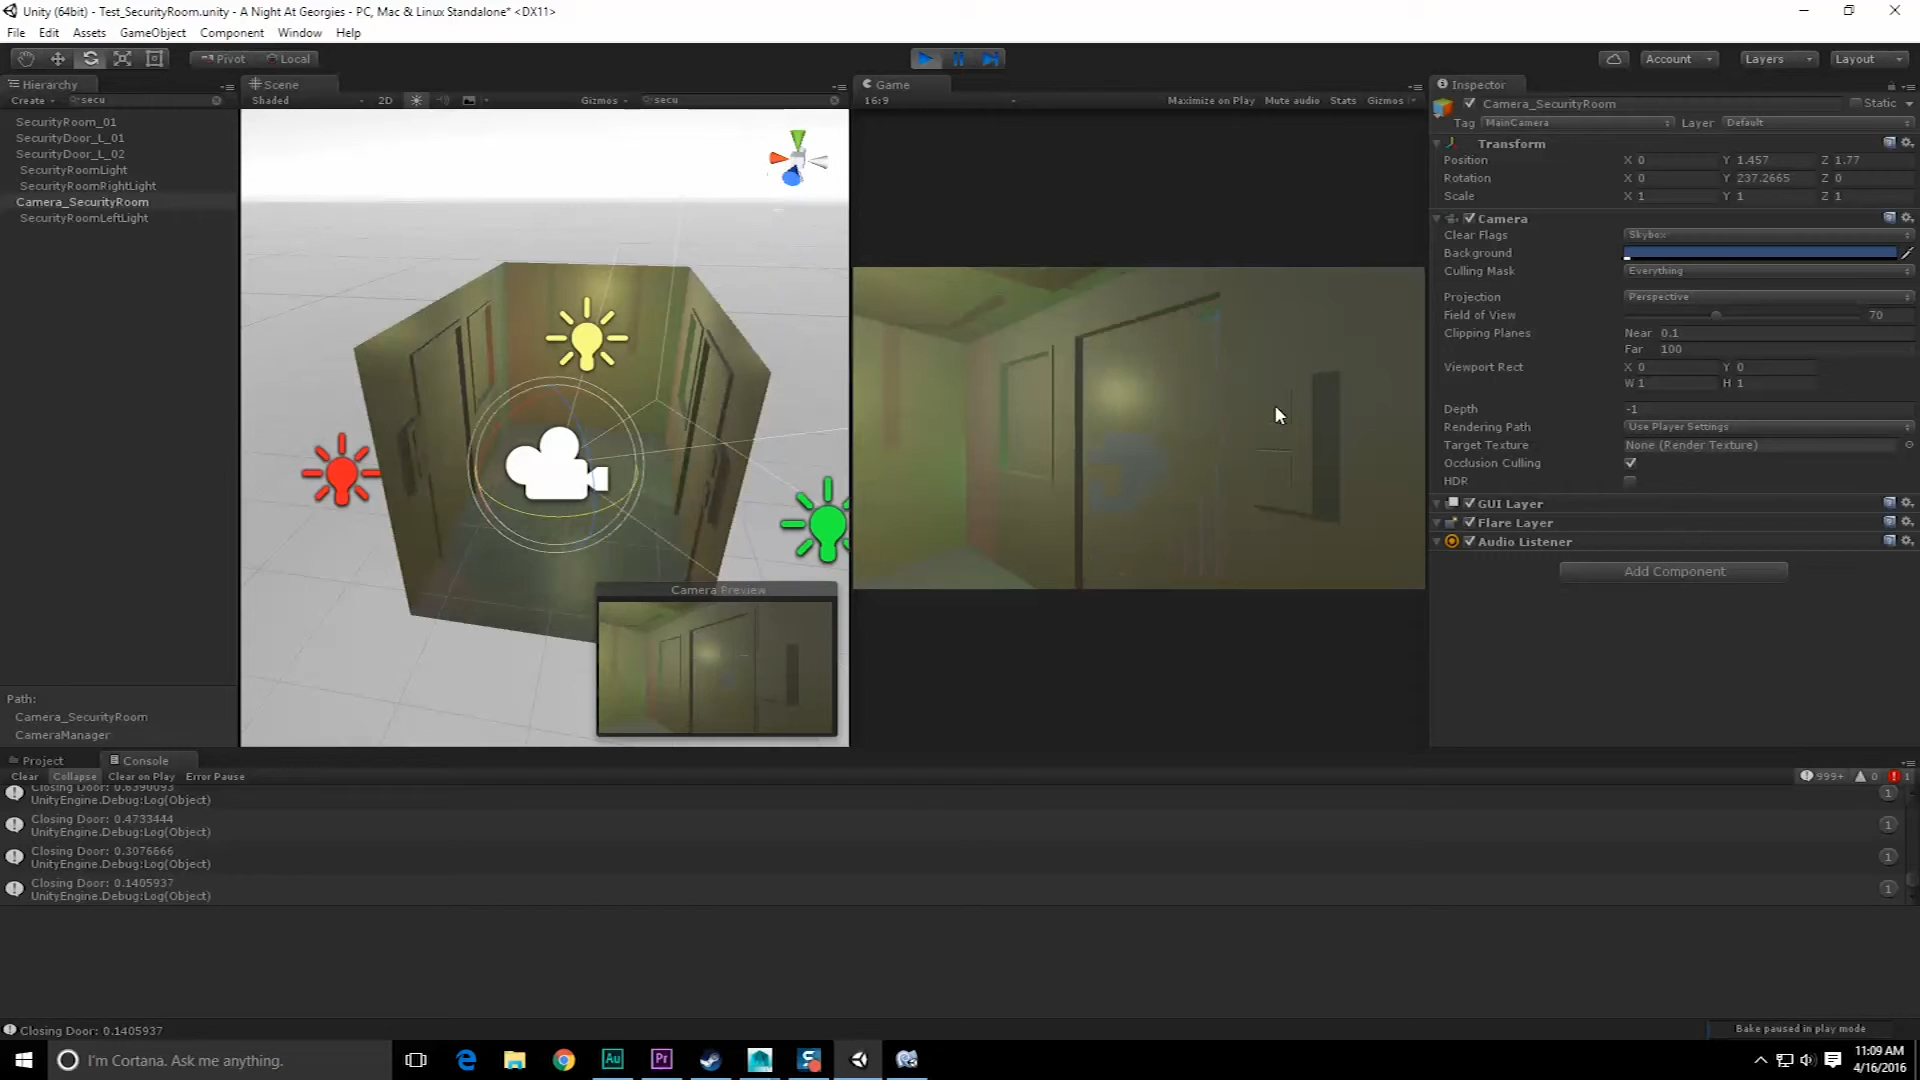 Unity (64bit) - Test_SecurityRoom.unity - A Night At Georgies - PC, Mac & Linux Standalone* <DX11>
File Edit Assets GameObject Component Window Help
Pivot Local Account Layers Layout
Hierarchy
Create secu
SecurityRoom_01
SecurityDoor_L_01
SecurityDoor_L_02
SecurityRoomLight
SecurityRoomRightLight
Camera_SecurityRoom
SecurityRoomLeftLight
Path:
Camera_SecurityRoom
CameraManager
Scene
Shaded 2D Gizmos secu
Camera Preview
Game
16:9 Maximize on Play Mute audio Stats Gizmos
Inspector
Camera_SecurityRoom Static
Tag MainCamera Layer Default
Transform
Position X 0 Y 1.457 Z 1.77
Rotation X 0 Y 237.2665 Z 0
Scale X 1 Y 1 Z 1
Camera
Clear Flags Skybox
Background
Culling Mask Everything
Projection Perspective
Field of View 70
Clipping Planes Near 0.1
Far 100
Viewport Rect X 0 Y 0
W 1 H 1
Depth -1
Rendering Path Use Player Settings
Target Texture None (Render Texture)
Occlusion Culling
HDR
GUI Layer
Flare Layer
Audio Listener
Add Component
Project Console
Clear Collapse Clear on Play Error Pause 999+ 0 1
Closing Door: 0.6390093
UnityEngine.Debug:Log(Object) 1
Closing Door: 0.4733444
UnityEngine.Debug:Log(Object) 1
Closing Door: 0.3076666
UnityEngine.Debug:Log(Object) 1
Closing Door: 0.1405937
UnityEngine.Debug:Log(Object) 1
Closing Door: 0.1405937 Bake paused in play mode
I'm Cortana. Ask me anything.
Au
Pr
11:09 AM
4/16/2016